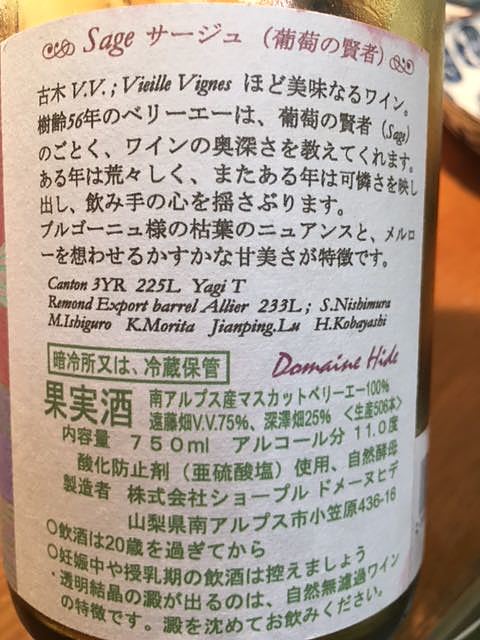 Sage サージュ (葡萄の賢者)
古木 V.V. ; Vieille Vignes ほど美味なるワイン。
樹齢56年のベリーエーは、葡萄の賢者 (Sage)
のごとく、ワインの奥深さを教えてくれます。
ある年は荒々しく、またある年は可憐さを映し
出し、飲み手の心を揺さぶります。
ブルゴーニュ様の枯葉のニュアンスと、メルロ
ーを想わせるかすかな甘美さが特徴です。
Canton 3YR 225L Yagi T
Remond Export barrel Allier 233L ; S.Nishimura
M.Ishiguro K.Morita Jianping.Lu H.Kobayashi
暗冷所又は、冷蔵保管
Domaine Hide
果実酒 南アルプス産マスカットベリーエー100%
遠藤畑V.V.75%、深澤畑25% <生産506本>
内容量 750ml アルコール分 11.0度
酸化防止剤 (亜硫酸塩) 使用、自然酵母
製造者 株式会社ショープル ドメーヌヒデ
山梨県南アルプス市小笠原436-16
○飲酒は20歳を過ぎてから
○妊娠中や授乳期の飲酒は控えましょう
・透明結晶の澱が出るのは、自然無濾過ワイン
の特徴です。澱を沈めてお飲みください。